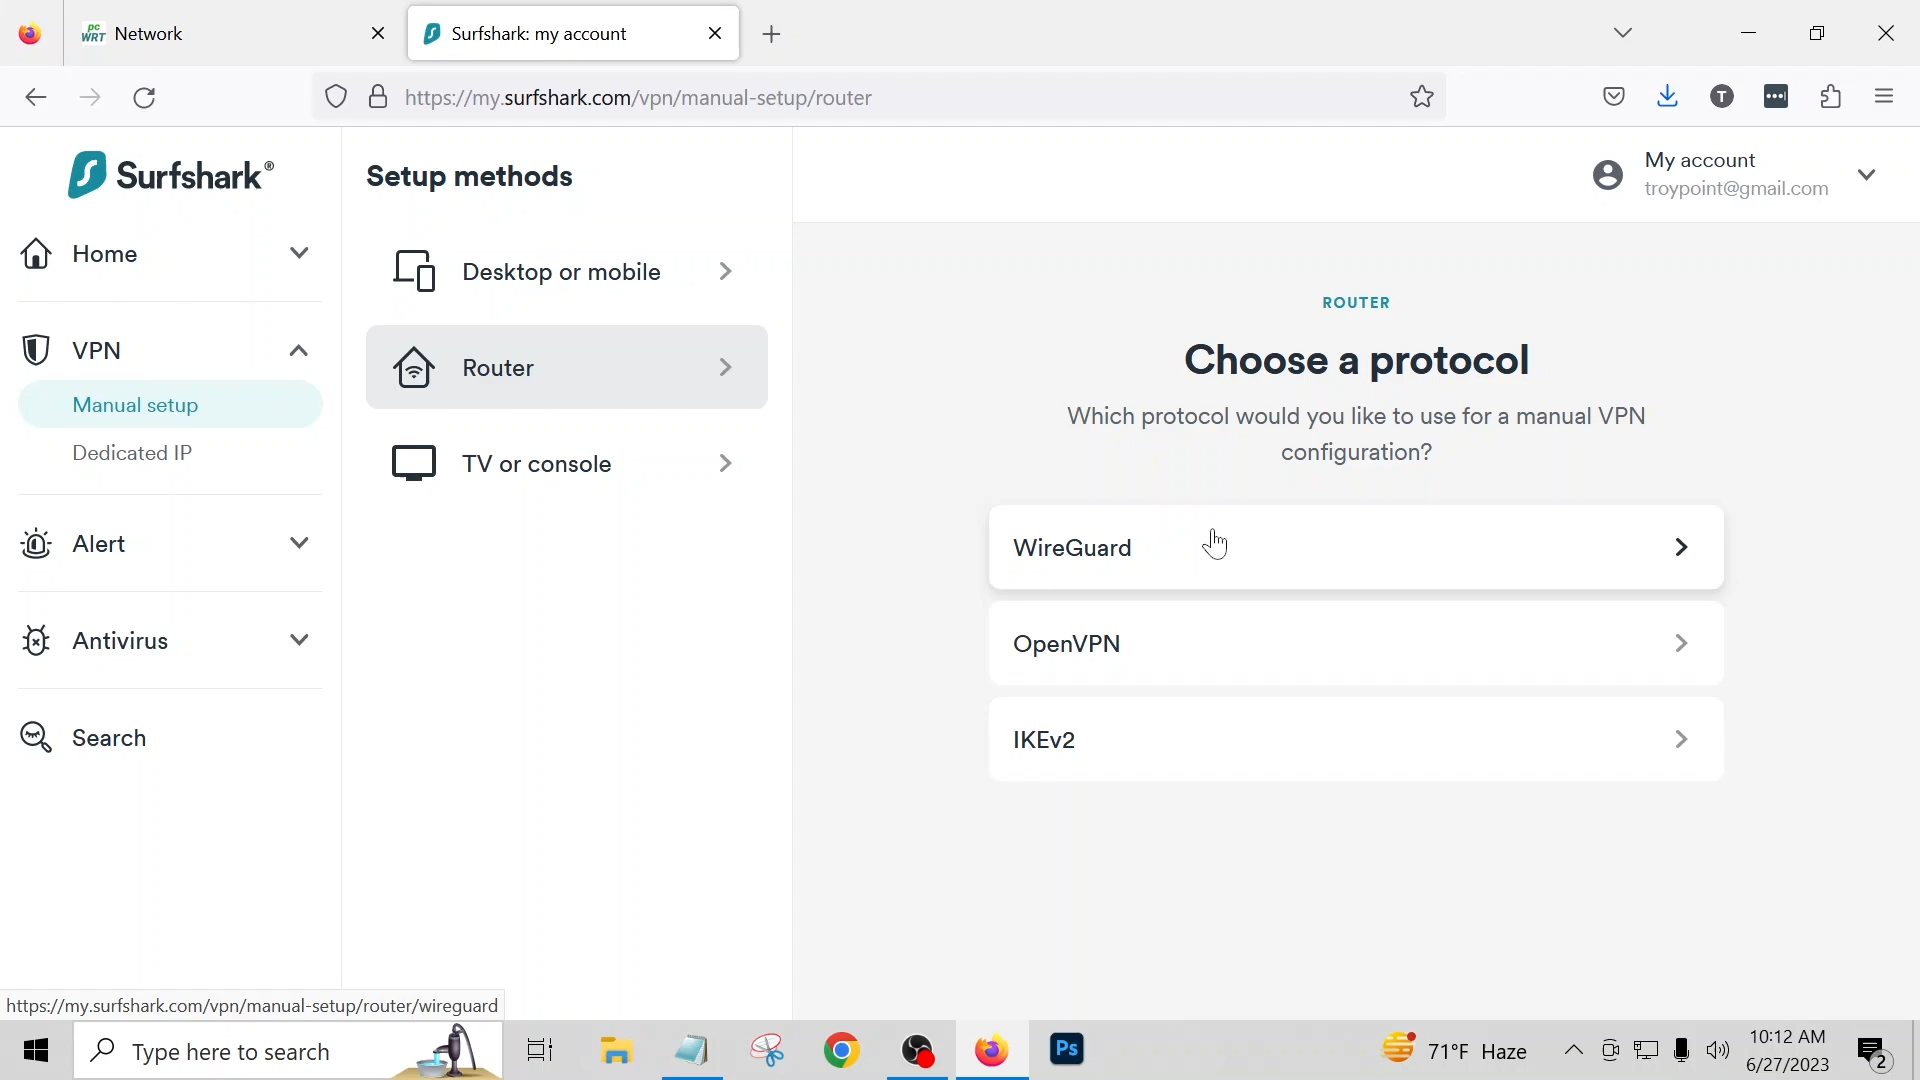 pc
WRT
Network
Surfshark: my account
https://my.surfshark.com/vpn/manual-setup/router
T
Surfshark®
Setup methods
My account
troypoint@gmail.com
Home
Desktop or mobile
ROUTER
VPN
Router
Choose a protocol
Manual setup
Which protocol would you like to use for a manual VPN
configuration?
Dedicated IP
TV or console
Alert
WireGuard
Antivirus
OpenVPN
Search
IKEv2
https://my.surfshark.com/vpn/manual-setup/router/wireguard
Type here to search
Ps
71°F Haze
10:12 AM
6/27/2023
2